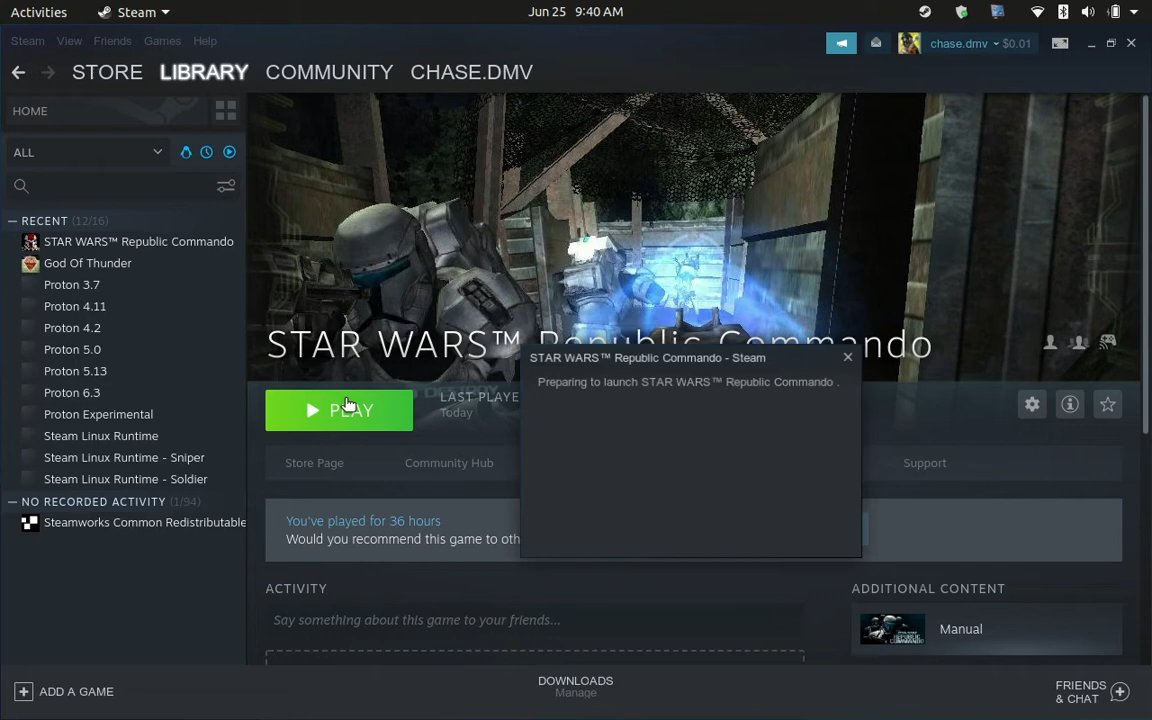 Activities Steam Jun 25 9:40 AM
Steam View Friends Games Help
chase.dmv $0.01
STORE LIBRARY COMMUNITY CHASE.DMV
HOME
ALL
RECENT (12/16)
STAR WARS™ Republic Commando
God Of Thunder
Proton 3.7
Proton 4.11
Proton 4.2
Proton 5.0
Proton 5.13
Proton 6.3
Proton Experimental
Steam Linux Runtime
Steam Linux Runtime - Sniper
Steam Linux Runtime - Soldier
NO RECORDED ACTIVITY (1/94)
Steamworks Common Redistributable
STAR WARS™ Republic Commando
STAR WARS™ Republic Commando - Steam
Preparing to launch STAR WARS™ Republic Commando .
PLAY
LAST PLAYE
Today
Store Page Community Hub Support
You've played for 36 hours
Would you recommend this game to oth
ACTIVITY
Say something about this game to your friends...
ADDITIONAL CONTENT
Manual
ADD A GAME
DOWNLOADS
Manage
FRIENDS
& CHAT